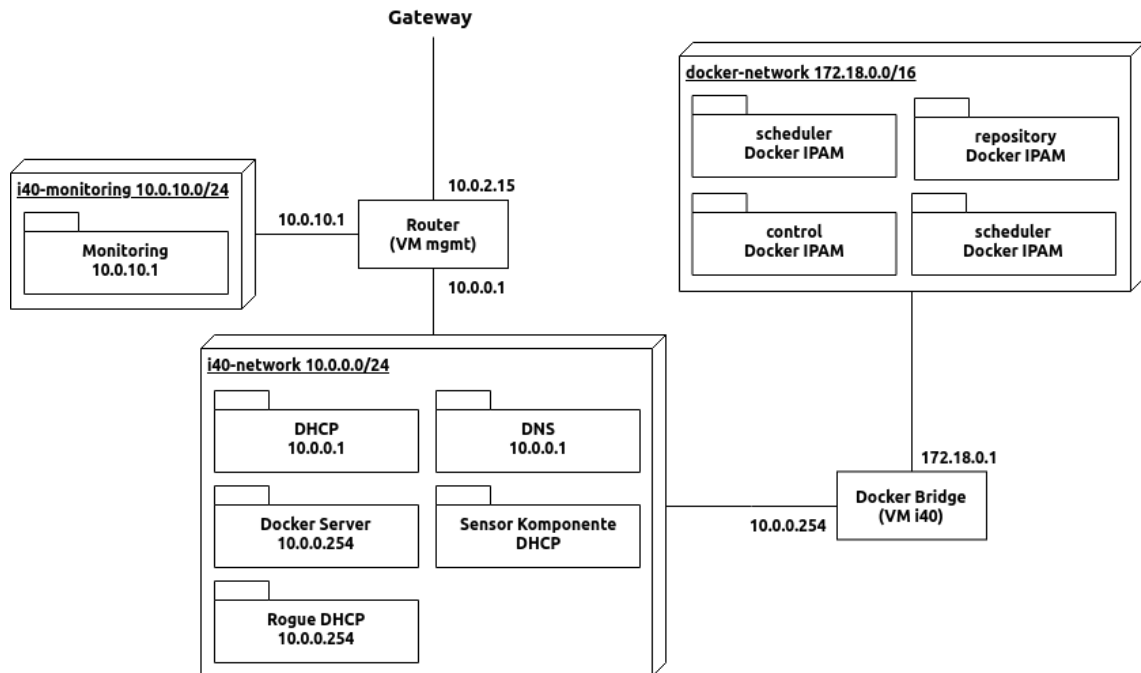 Gateway
docker-network 172.18.0.0/16
scheduler
Docker IPAM
repository
Docker IPAM
control
Docker IPAM
scheduler
Docker IPAM
i40-monitoring 10.0.10.0/24
Monitoring
10.0.10.1
10.0.10.1
10.0.2.15
Router
(VM mgmt)
10.0.0.1
i40-network 10.0.0.0/24
DHCP
10.0.0.1
DNS
10.0.0.1
Docker Server
10.0.0.254
Sensor Komponente
DHCP
Rogue DHCP
10.0.0.254
172.18.0.1
Docker Bridge
(VM i40)
10.0.0.254